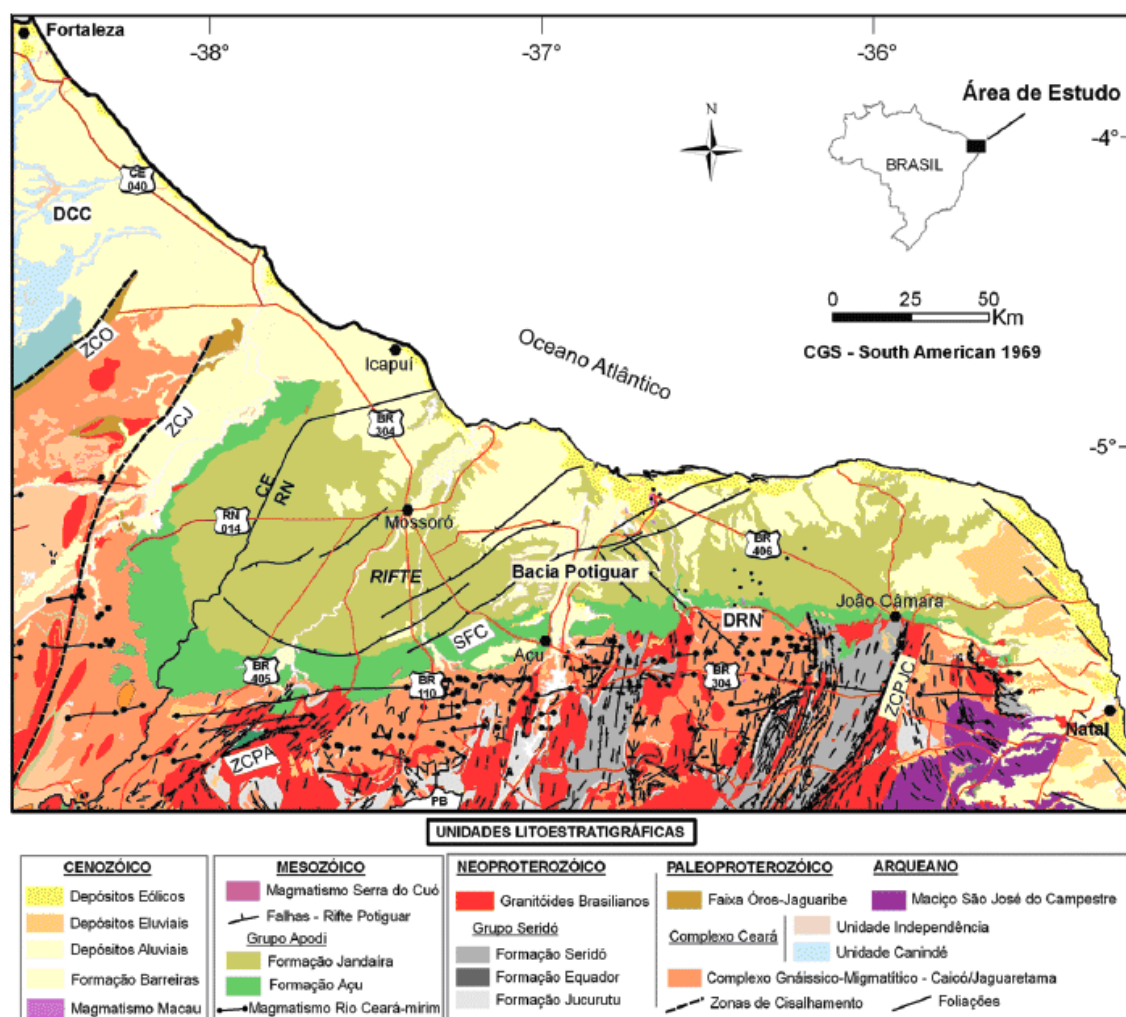 Fortaleza
-38°
-37°
-36°
N
Área de Estudo
-4°
BRASIL
CE
040
DCC
0 25 50
Km
CGS - South American 1969
ZCO
Oceano Atlântico
Icapuí
ZCJ
BR
304
-5°
CE
RN
RN
014
Mossoró
BR
406
RIFTE
Bacia Potiguar
João Câmara
SFC
DRN
Açu
BR
405
BR
110
BR
304
ZCPJC
Natal
ZCPA
PB
UNIDADES LITOESTRATIGRÁFICAS
CENOZÓICO
Depósitos Eólicos
Depósitos Eluviais
Depósitos Aluviais
Formação Barreiras
Magmatismo Macau
MESOZÓICO
Magmatismo Serra do Cuó
Falhas - Rifte Potiguar
Grupo Apodi
Formação Jandaíra
Formação Açu
Magmatismo Rio Ceará-mirim
NEOPROTEROZÓICO
Granitóides Brasilianos
Grupo Seridó
Formação Seridó
Formação Equador
Formação Jucurutu
PALEOPROTEROZÓICO
Faixa Óros-Jaguaribe
Complexo Ceará
Unidade Independência
Unidade Canindé
Complexo Gnáissico-Migmatítico - Caicó/Jaguaretama
Zonas de Cisalhamento
Foliações
ARQUEANO
Maciço São José do Campestre